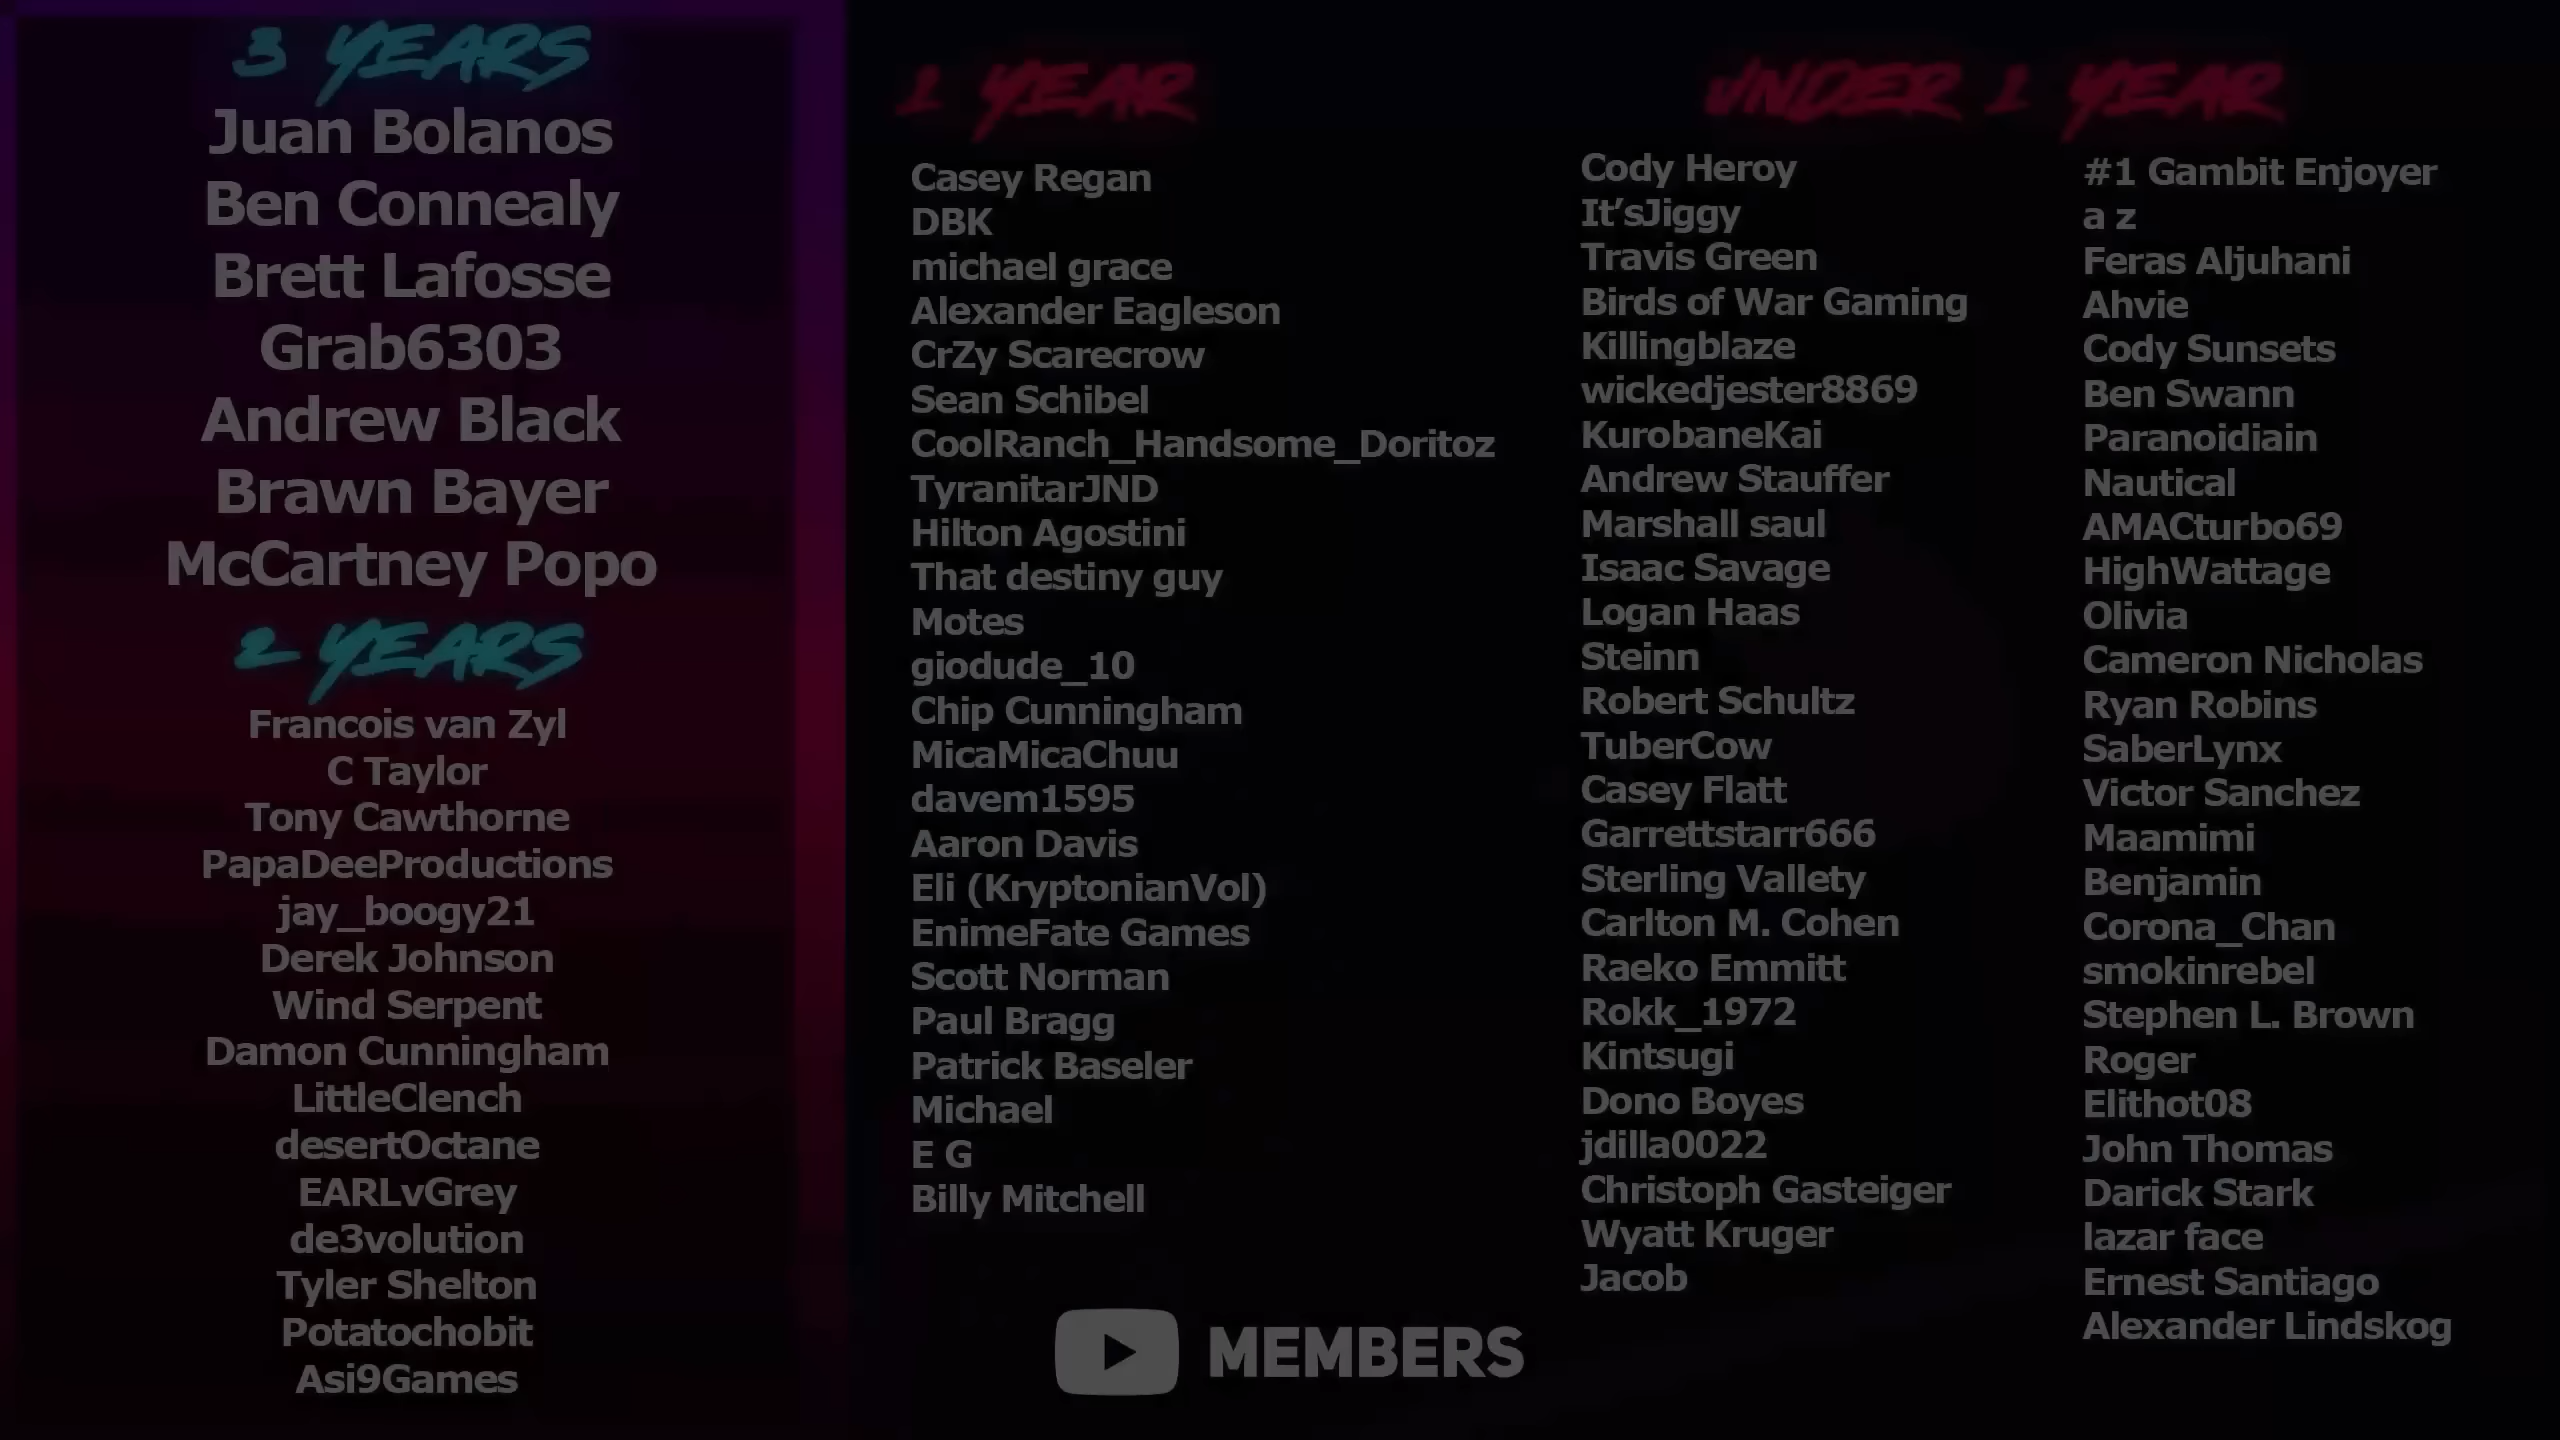 3 YEARS
Juan Bolanos
Ben Connealy
Brett Lafosse
Grab6303
Andrew Black
Brawn Bayer
McCartney Popo
2 YEARS
Francois van Zyl
C Taylor
Tony Cawthorne
PapaDeeProductions
jay_boogy21
Derek Johnson
Wind Serpent
Damon Cunningham
LittleClench
desertOctane
EARLvGrey
de3volution
Tyler Shelton
Potatochobit
Asi9Games
1 YEAR
Casey Regan
DBK
michael grace
Alexander Eagleson
CrZy Scarecrow
Sean Schibel
CoolRanch_Handsome_Doritoz
TyranitarJND
Hilton Agostini
That destiny guy
Motes
giodude_10
Chip Cunningham
MicaMicaChuu
davem1595
Aaron Davis
Eli (KryptonianVol)
EnimeFate Games
Scott Norman
Paul Bragg
Patrick Baseler
Michael
E G
Billy Mitchell
UNDER 1 YEAR
Cody Heroy
It’sJiggy
Travis Green
Birds of War Gaming
Killingblaze
wickedjester8869
KurobaneKai
Andrew Stauffer
Marshall saul
Isaac Savage
Logan Haas
Steinn
Robert Schultz
TuberCow
Casey Flatt
Garrettstarr666
Sterling Vallety
Carlton M. Cohen
Raeko Emmitt
Rokk_1972
Kintsugi
Dono Boyes
jdilla0022
Christoph Gasteiger
Wyatt Kruger
Jacob
#1 Gambit Enjoyer
a z
Feras Aljuhani
Ahvie
Cody Sunsets
Ben Swann
Paranoidiain
Nautical
AMACturbo69
HighWattage
Olivia
Cameron Nicholas
Ryan Robins
SaberLynx
Victor Sanchez
Maamimi
Benjamin
Corona_Chan
smokinrebel
Stephen L. Brown
Roger
Elithot08
John Thomas
Darick Stark
lazar face
Ernest Santiago
Alexander Lindskog
MEMBERS